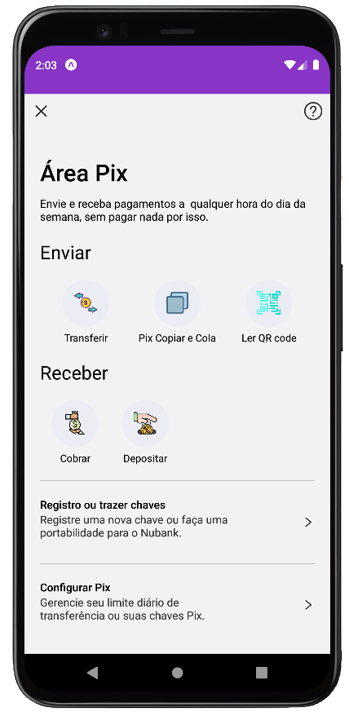 2:03
Área Pix
Envie e receba pagamentos a qualquer hora do dia da
semana, sem pagar nada por isso.
Enviar
Transferir
Pix Copiar e Cola
Ler QR code
Receber
Cobrar
Depositar
Registro ou trazer chaves
Registre uma nova chave ou faça uma
portabilidade para o Nubank.
Configurar Pix
Gerencie seu limite diário de
transferência ou suas chaves Pix.